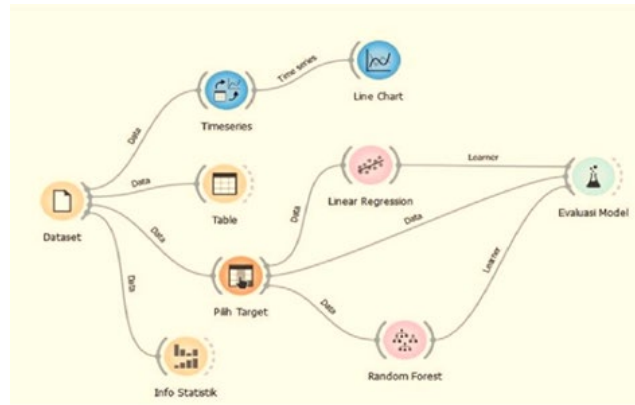 Time series
Line Chart
Timeseries
Data
Data
Table
Learner
Linear Regression
Data
Data
Evaluasi Model
Dataset
Data
Data
Pilih Target
Data
Learner
Data
Info Statistik
Random Forest